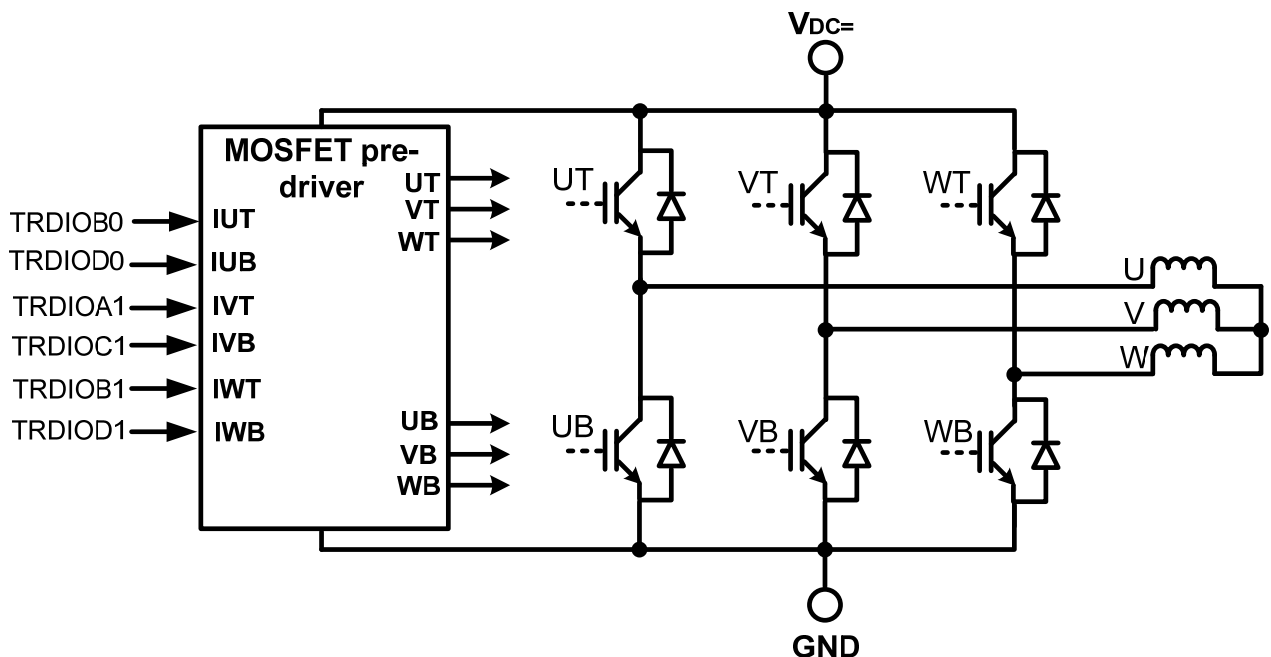 VDC=
MOSFET pre-
driver
UT
VT
WT
TRDIOB0
IUT
TRDIOD0
IUB
TRDIOA1
IVT
TRDIOC1
IVB
TRDIOB1
IWT
TRDIOD1
IWB
UB
VB
WB
UT
VT
WT
U
V
W
UB
VB
WB
GND